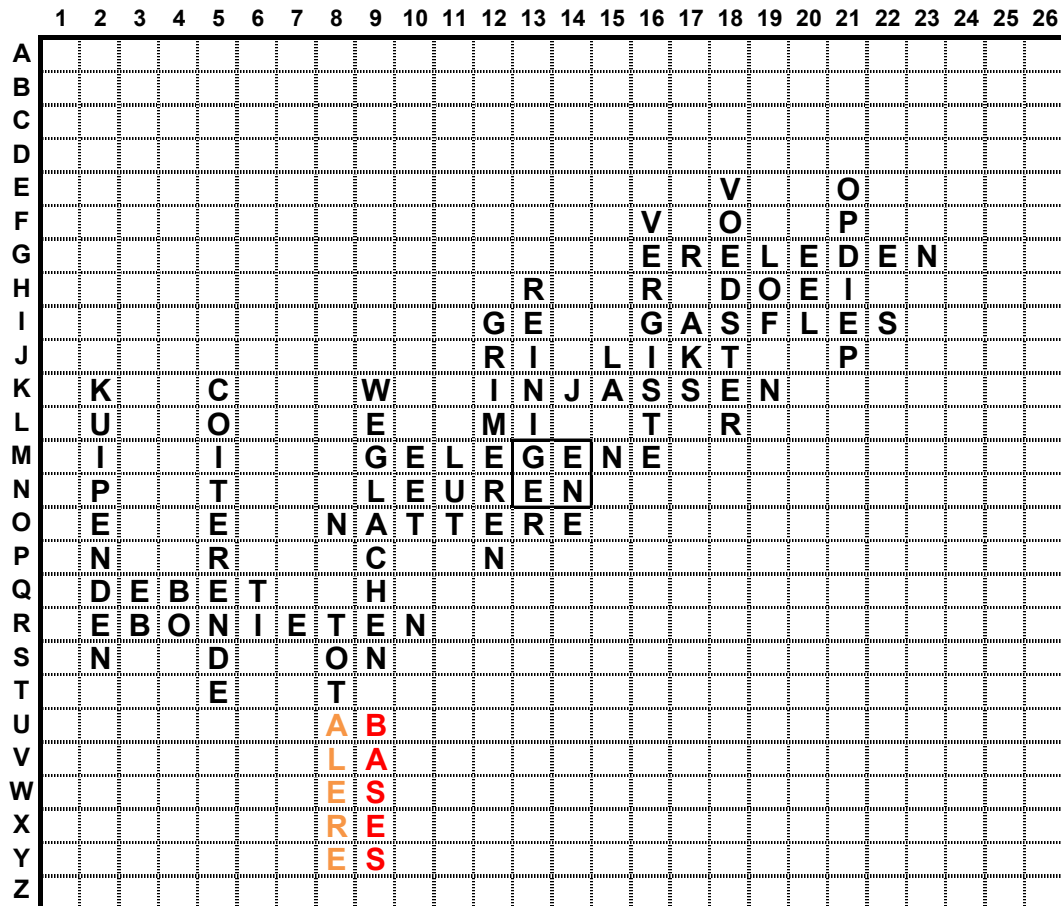 1 2 3 4 5 6 7 8 9 10 11 12 13 14 15 16 17 18 19 20 21 22 23 24 25 26
A
B
C
D
E V O
F V O P
G E R E L E D E N
H R R D O E I
I G E G A S F L E S
J R I L I K T P
K K C W I N J A S S E N
L U O E M I T R
M I I G E L E G E N E
N P T L E U R E N
O E E N A T T E R E
P N R C N
Q D E B E T H
R E B O N I E T E N
S N D O N
T E T
U A B
V L A
W E S
X R E
Y E S
Z